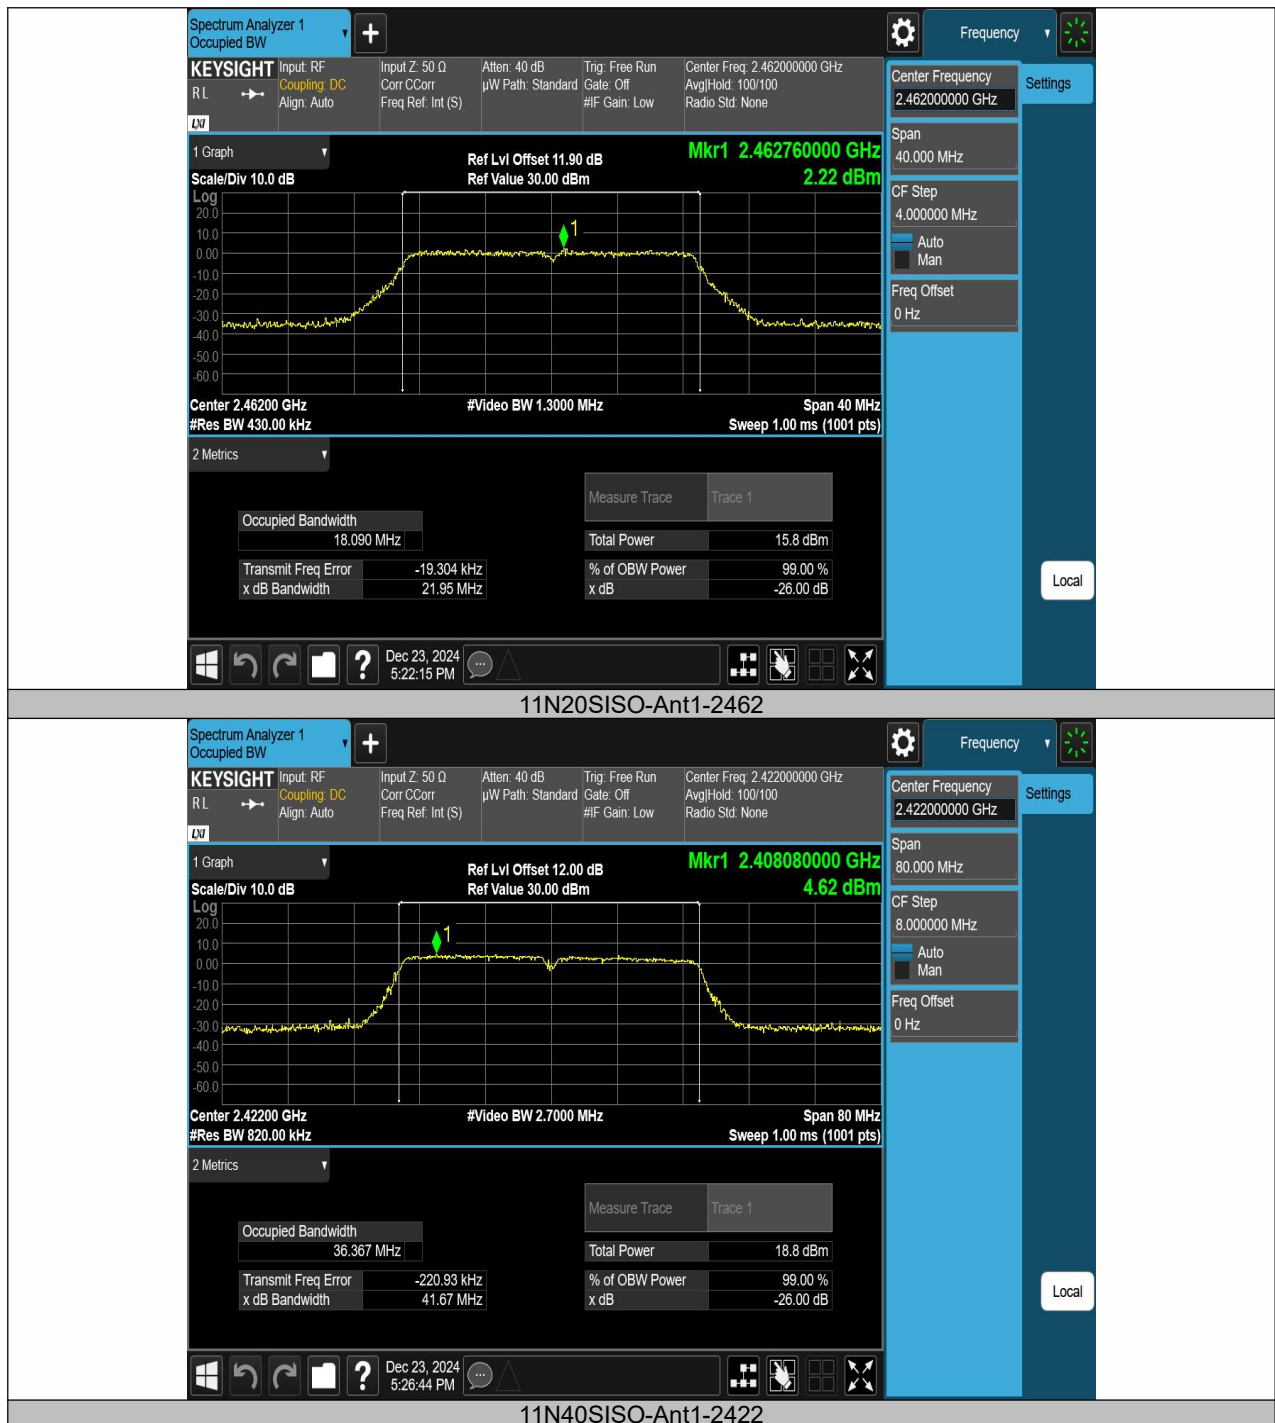 Spectrum Analyzer 1
Occupied BW
+
Frequency
KEYSIGHT
R L
LXI
Input: RF
Coupling: DC
Align: Auto
Input Z: 50 Ω
Corr CCorr
Freq Ref: Int (S)
Atten: 40 dB
µW Path: Standard
Trig: Free Run
Gate: Off
#IF Gain: Low
Center Freq: 2.462000000 GHz
Avg|Hold: 100/100
Radio Std: None
Center Frequency
2.462000000 GHz
Settings
Span
40.000 MHz
CF Step
4.000000 MHz
Auto
Man
Freq Offset
0 Hz
Local
1 Graph
Scale/Div 10.0 dB
Ref Lvl Offset 11.90 dB
Ref Value 30.00 dBm
Mkr1 2.462760000 GHz
2.22 dBm
Log
20.0
10.0
0.00
-10.0
-20.0
-30.0
-40.0
-50.0
-60.0
1
Center 2.46200 GHz
#Video BW 1.3000 MHz
Span 40 MHz
#Res BW 430.00 kHz
Sweep 1.00 ms (1001 pts)
2 Metrics
Measure Trace Trace 1
Occupied Bandwidth
18.090 MHz
Total Power 15.8 dBm
Transmit Freq Error -19.304 kHz
% of OBW Power 99.00 %
x dB Bandwidth 21.95 MHz
x dB -26.00 dB
?
Dec 23, 2024
5:22:15 PM
11N20SISO-Ant1-2462
Spectrum Analyzer 1
Occupied BW
+
Frequency
KEYSIGHT
R L
LXI
Input: RF
Coupling: DC
Align: Auto
Input Z: 50 Ω
Corr CCorr
Freq Ref: Int (S)
Atten: 40 dB
µW Path: Standard
Trig: Free Run
Gate: Off
#IF Gain: Low
Center Freq: 2.422000000 GHz
Avg|Hold: 100/100
Radio Std: None
Center Frequency
2.422000000 GHz
Settings
Span
80.000 MHz
CF Step
8.000000 MHz
Auto
Man
Freq Offset
0 Hz
Local
1 Graph
Scale/Div 10.0 dB
Ref Lvl Offset 12.00 dB
Ref Value 30.00 dBm
Mkr1 2.408080000 GHz
4.62 dBm
Log
20.0
10.0
0.00
-10.0
-20.0
-30.0
-40.0
-50.0
-60.0
1
Center 2.42200 GHz
#Video BW 2.7000 MHz
Span 80 MHz
#Res BW 820.00 kHz
Sweep 1.00 ms (1001 pts)
2 Metrics
Measure Trace Trace 1
Occupied Bandwidth
36.367 MHz
Total Power 18.8 dBm
Transmit Freq Error -220.93 kHz
% of OBW Power 99.00 %
x dB Bandwidth 41.67 MHz
x dB -26.00 dB
?
Dec 23, 2024
5:26:44 PM
11N40SISO-Ant1-2422